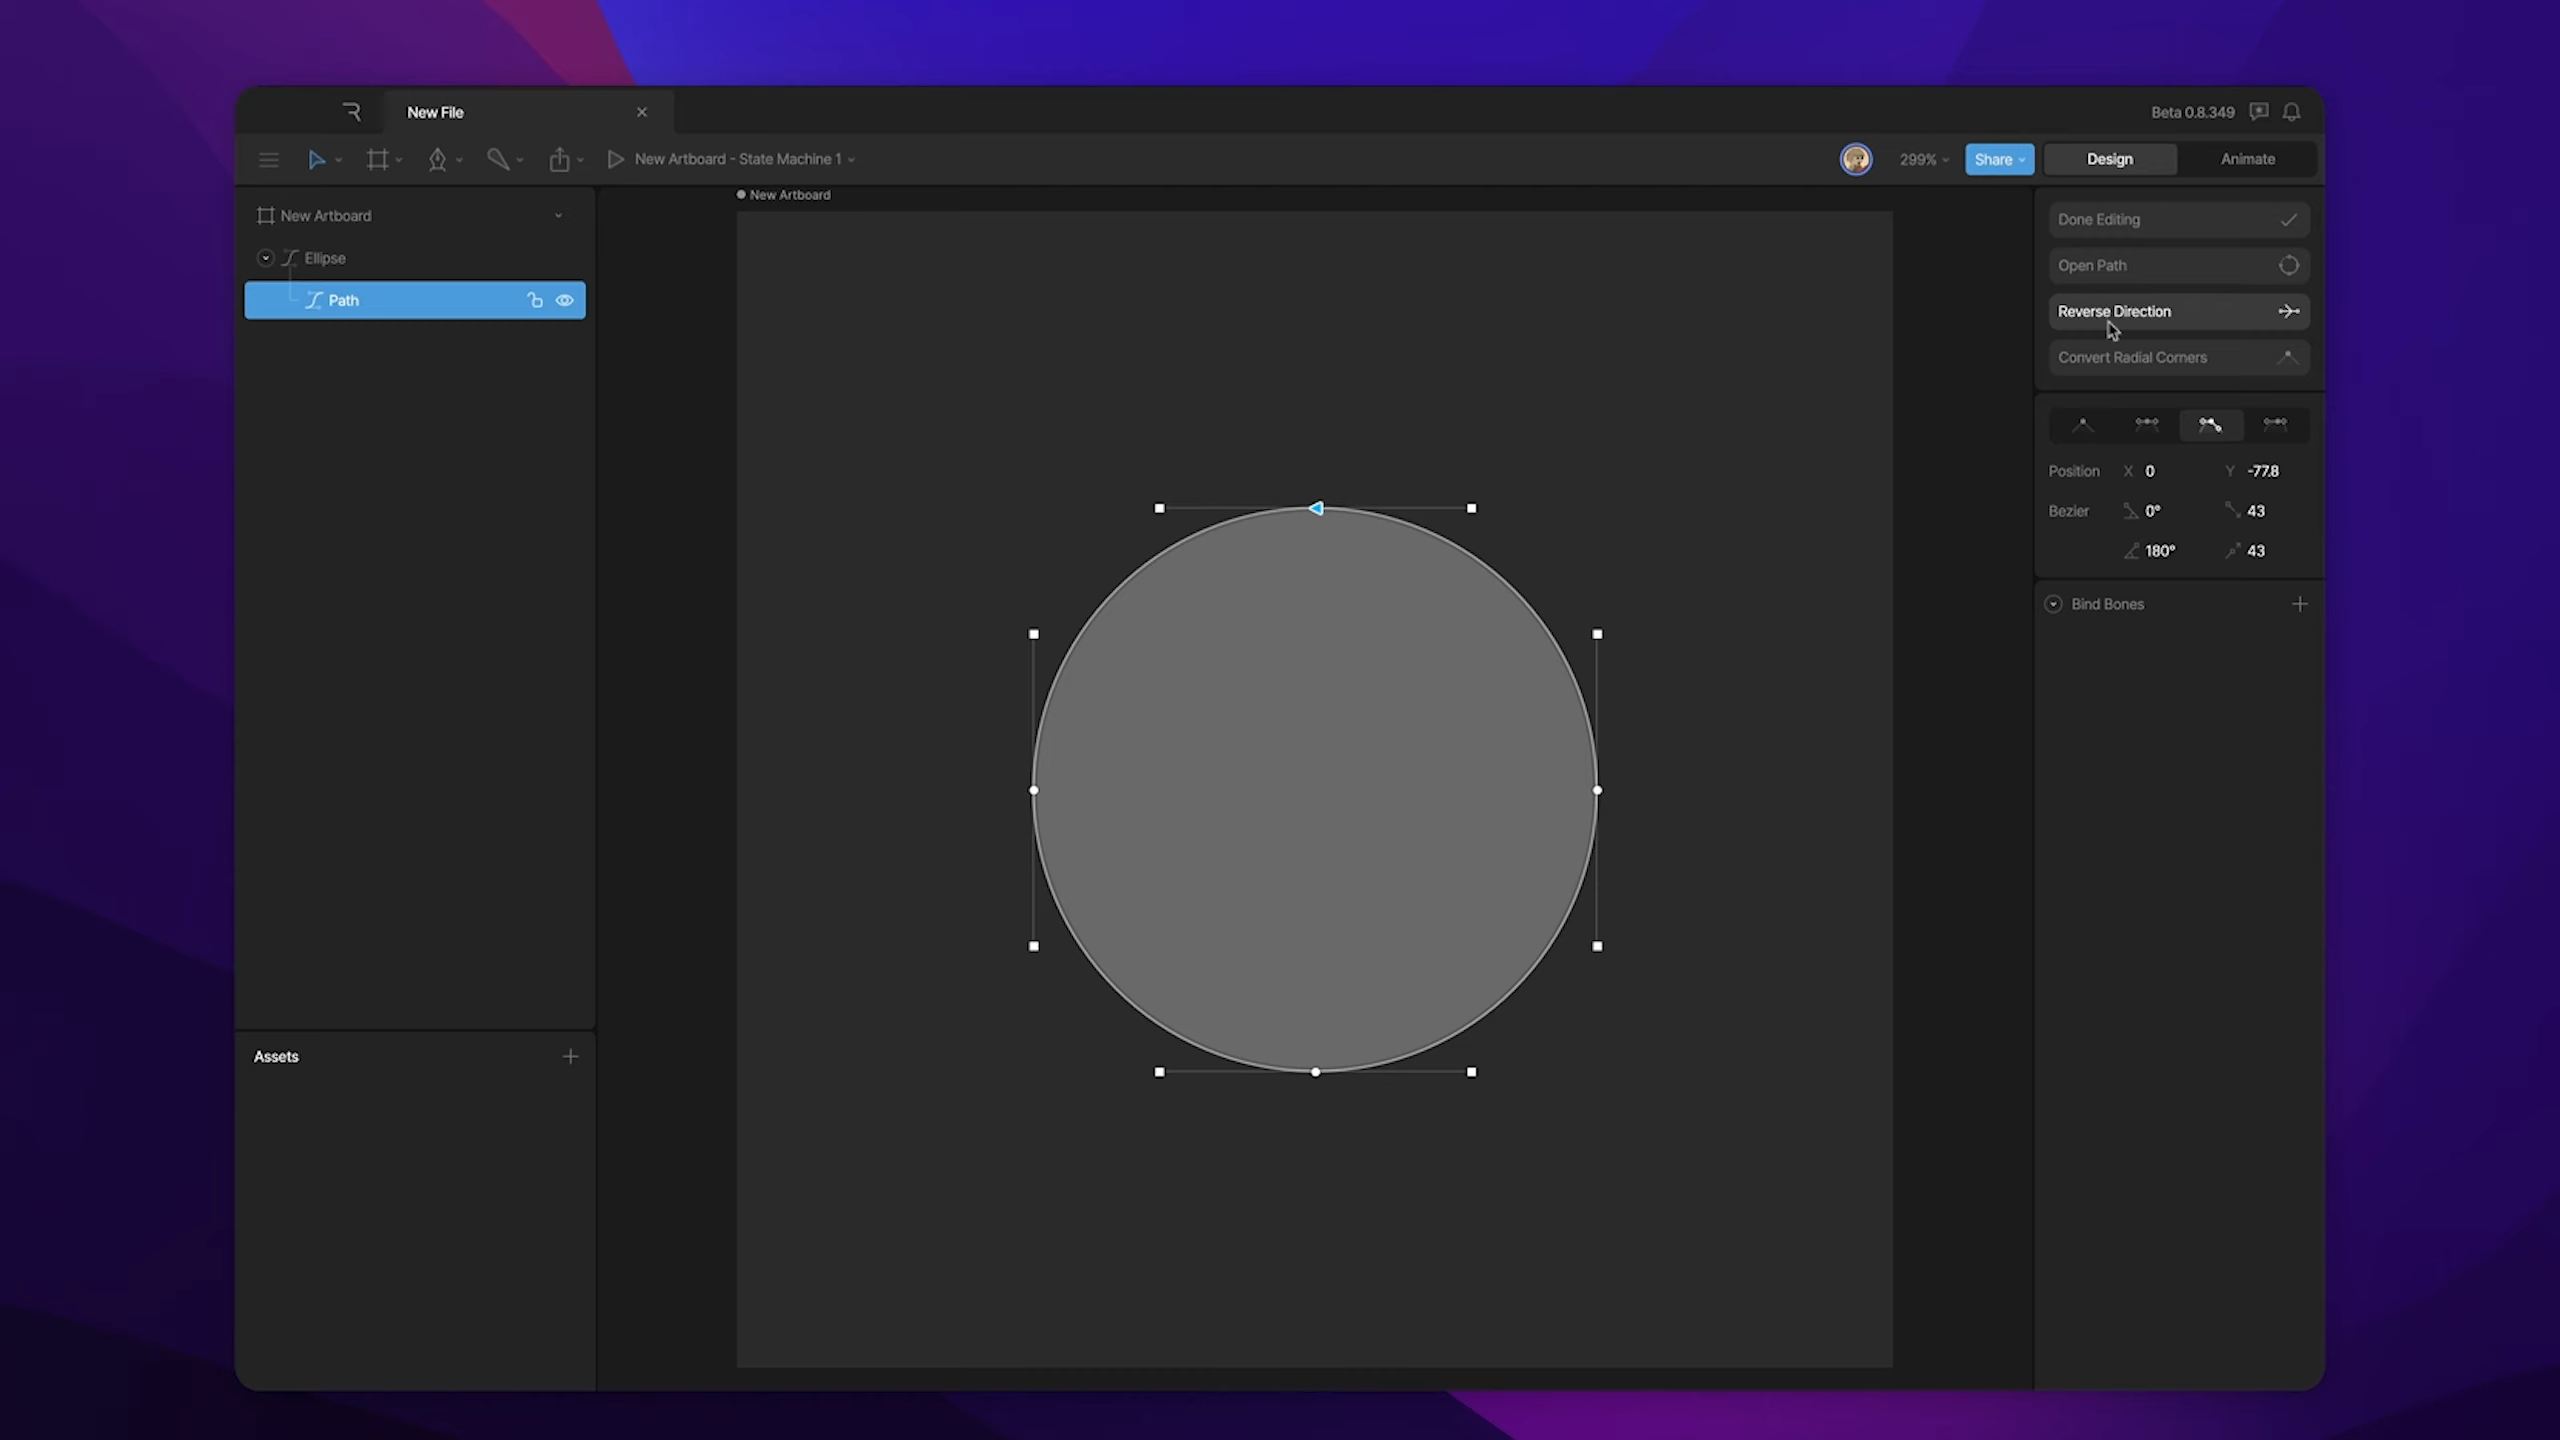 New File
Beta 0.8.349
New Artboard - State Machine 1
299%
Share
Design
Animate
New Artboard
Ellipse
Path
New Artboard
Done Editing
Open Path
Reverse Direction
Convert Radial Corners
Position X 0 Y -77.8
Bezier 0° 43
180° 43
Bind Bones
Assets